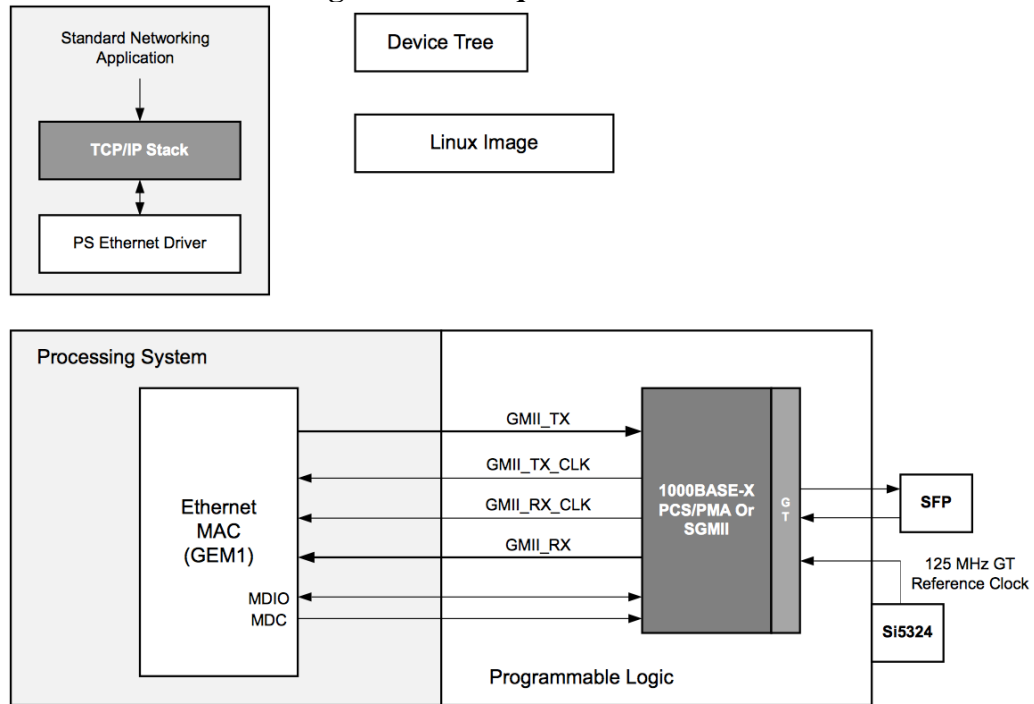 Standard Networking
Application
TCP/IP Stack
PS Ethernet Driver
Device Tree
Linux Image
Processing System
Ethernet
MAC
(GEM1)
MDIO
MDC
GMII_TX
GMII_TX_CLK
GMII_RX_CLK
GMII_RX
1000BASE-X
PCS/PMA Or
SGMII
G
T
SFP
125 MHz GT
Reference Clock
Si5324
Programmable Logic